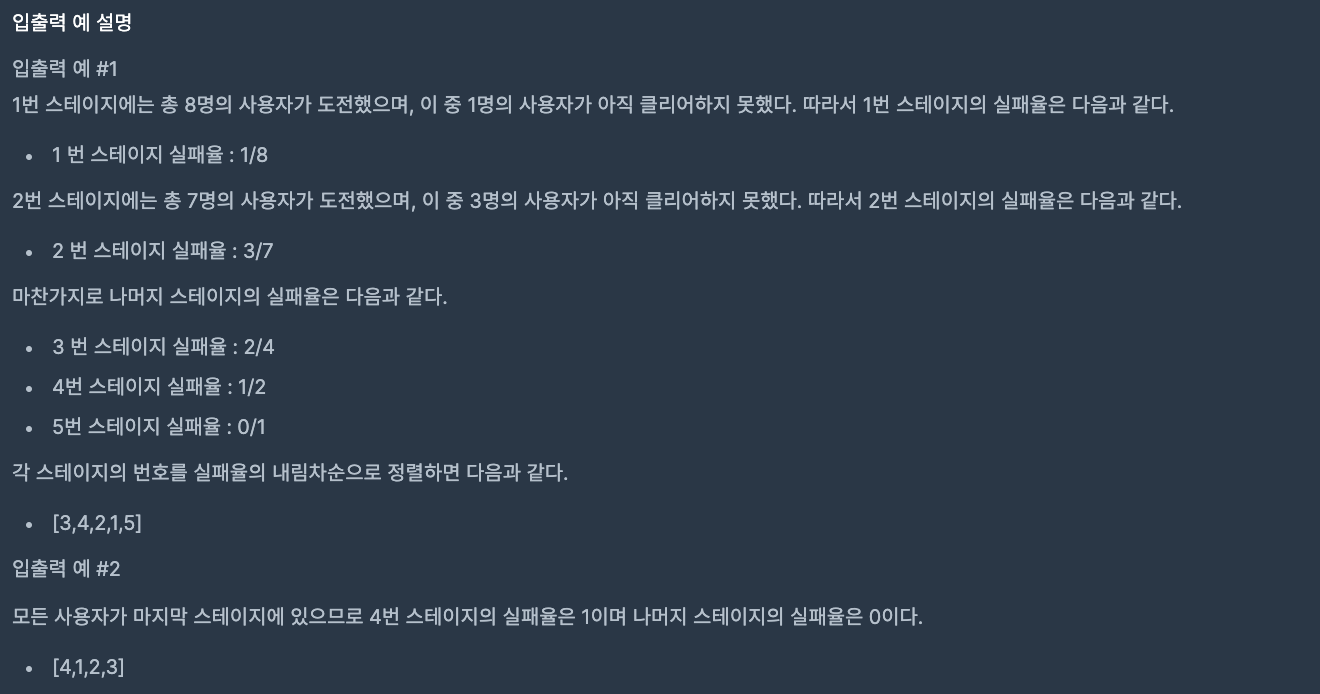 입출력 예 설명
입출력 예 #1
1번 스테이지에는 총 8명의 사용자가 도전했으며, 이 중 1명의 사용자가 아직 클리어하지 못했다. 따라서 1번 스테이지의 실패율은 다음과 같다.
• 1 번 스테이지 실패율 : 1/8
2번 스테이지에는 총 7명의 사용자가 도전했으며, 이 중 3명의 사용자가 아직 클리어하지 못했다. 따라서 2번 스테이지의 실패율은 다음과 같다.
• 2 번 스테이지 실패율 : 3/7
마찬가지로 나머지 스테이지의 실패율은 다음과 같다.
• 3 번 스테이지 실패율 : 2/4
• 4번 스테이지 실패율 : 1/2
• 5번 스테이지 실패율 : 0/1
각 스테이지의 번호를 실패율의 내림차순으로 정렬하면 다음과 같다.
• [3,4,2,1,5]
입출력 예 #2
모든 사용자가 마지막 스테이지에 있으므로 4번 스테이지의 실패율은 1이며 나머지 스테이지의 실패율은 0이다.
• [4,1,2,3]